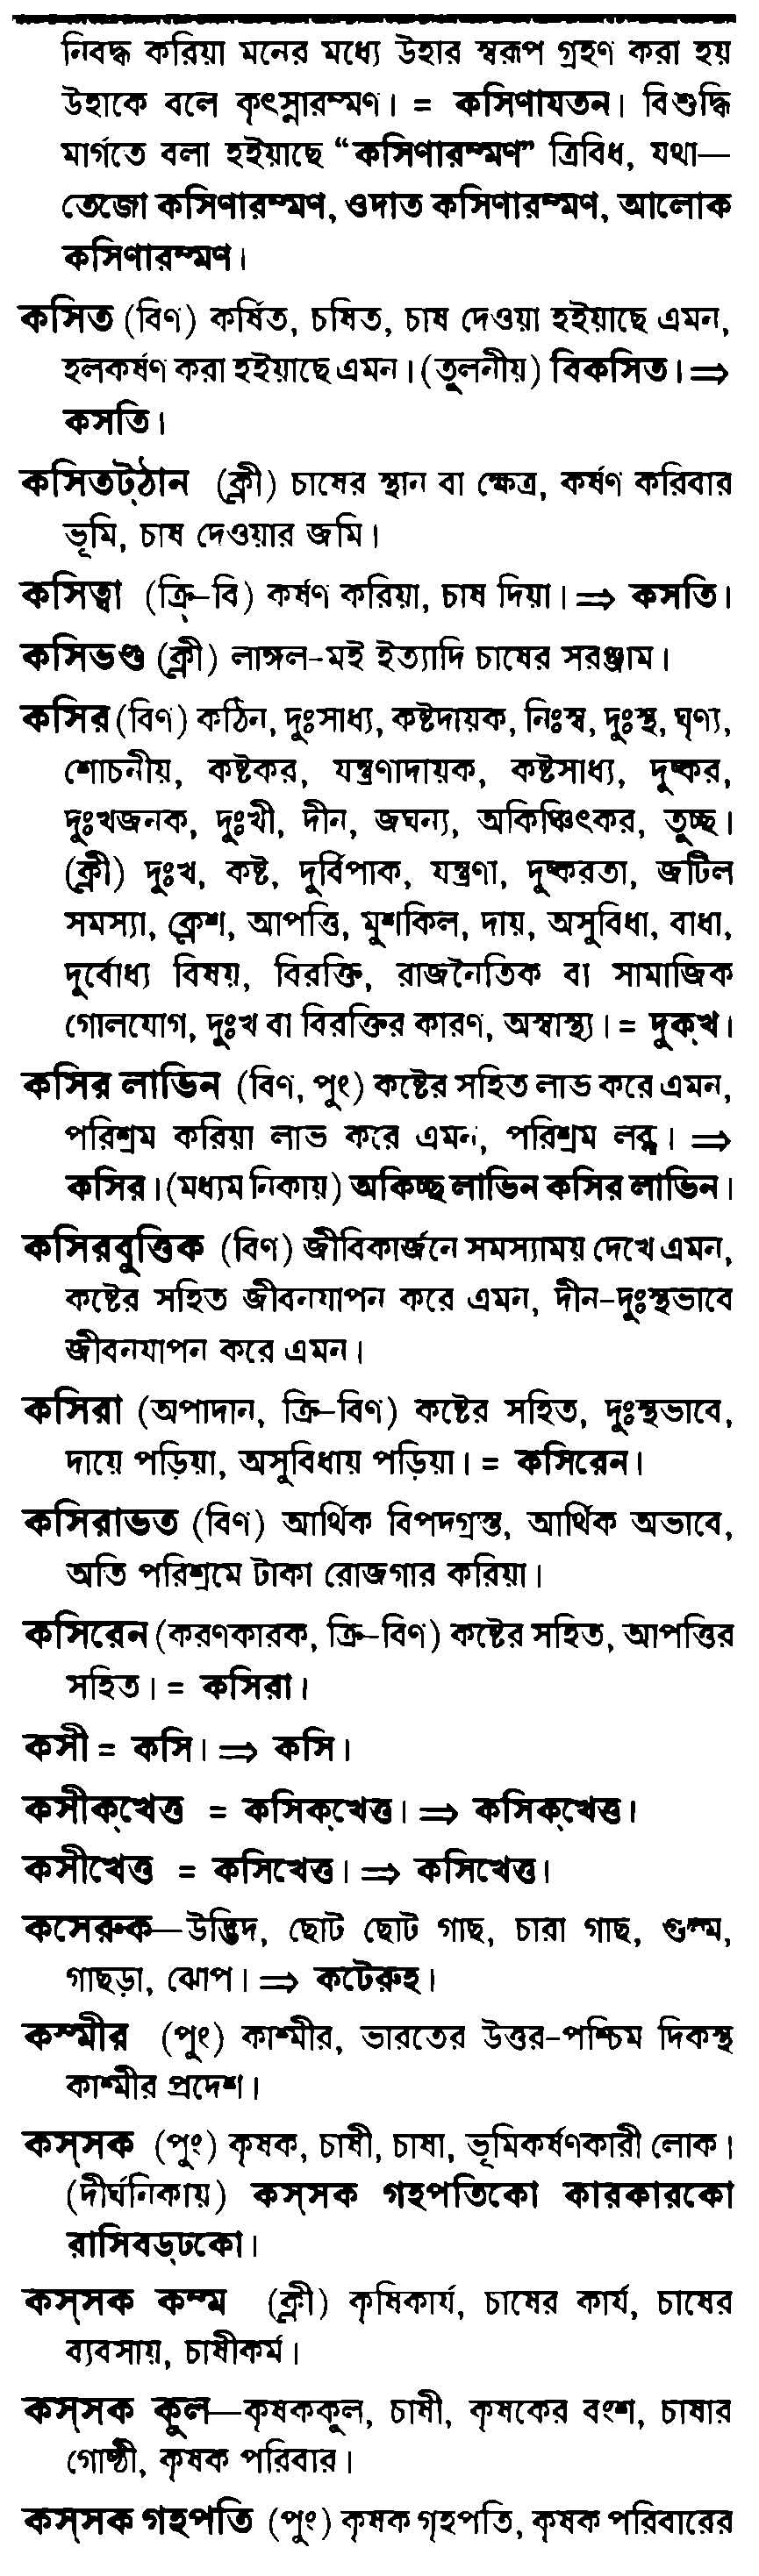 নিবদ্ধ করিয়া মনের মধ্যে উহার স্বরূপ গ্রহণ করা হয়
উহাকে বলে কৃৎস্নারম্মণ। = কসিণাযতন। বিশুদ্ধি
মার্গতে বলা হইয়াছে “কসিণারম্মণ” ত্রিবিধ, যথা—
তেজো কসিণারম্মণ, ওদাত কসিণারম্মণ, আলোক
কসিণারম্মণ।
কসিত (বিণ) কর্ষিত, চষিত, চাষ দেওয়া হইয়াছে এমন,
হলকর্ষণ করা হইয়াছে এমন। (তুলনীয়) বিকসিত। ⇒
কসতি।
কসিতট্ঠান (ক্লী) চাষের স্থান বা ক্ষেত্র, কর্ষণ করিবার
ভূমি, চাষ দেওয়ার জমি।
কসিত্বা (ক্রি-বি) কর্ষণ করিয়া, চাষ দিয়া। ⇒ কসতি।
কসিভণ্ড (ক্লী) লাঙ্গল-মই ইত্যাদি চাষের সরঞ্জাম।
কসির (বিণ) কঠিন, দুঃসাধ্য, কষ্টদায়ক, নিঃস্ব, দুঃস্থ, ঘৃণ্য,
শোচনীয়, কষ্টকর, যন্ত্রণাদায়ক, কষ্টসাধ্য, দুষ্কর,
দুঃখজনক, দুঃখী, দীন, জঘন্য, অকিঞ্চিৎকর, তুচ্ছ।
(ক্লী) দুঃখ, কষ্ট, দুর্বিপাক, যন্ত্রণা, দুষ্করতা, জটিল
সমস্যা, ক্লেশ, আপত্তি, মুশকিল, দায়, অসুবিধা, বাধা,
দুর্বোধ্য বিষয়, বিরক্তি, রাজনৈতিক বা সামাজিক
গোলযোগ, দুঃখ বা বিরক্তির কারণ, অস্বাস্থ্য। = দুক্খ।
কসির লাভিন (বিণ, পুং) কষ্টের সহিত লাভ করে এমন,
পরিশ্রম করিয়া লাভ করে এমন, পরিশ্রম লব্ধ। ⇒
কসির। (মধ্যম নিকায়) অকিচ্ছ লাভিন কসির লাভিন।
কসিরবুত্তিক (বিণ) জীবিকার্জনে সমস্যাময় দেখে এমন,
কষ্টের সহিত জীবনযাপন করে এমন, দীন-দুঃস্থভাবে
জীবনযাপন করে এমন।
কসিরা (অপাদান, ক্রি-বিণ) কষ্টের সহিত, দুঃস্থভাবে,
দায়ে পড়িয়া, অসুবিধায় পড়িয়া। = কসিরেন।
কসিরাভত (বিণ) আর্থিক বিপদগ্রস্ত, আর্থিক অভাবে,
অতি পরিশ্রমে টাকা রোজগার করিয়া।
কসিরেন (করণকারক, ক্রি-বিণ) কষ্টের সহিত, আপত্তির
সহিত। = কসিরা।
কসী = কসি। ⇒ কসি।
কসীক্খেত্ত = কসিক্খেত্ত। ⇒ কসিক্খেত্ত।
কসীখেত্ত = কসিখেত্ত। ⇒ কসিখেত্ত।
কসেরুক—উদ্ভিদ, ছোট ছোট গাছ, চারা গাছ, গুল্ম,
গাছড়া, ঝোপ। ⇒ কটেরুহ।
কস্মীর (পুং) কাশ্মীর, ভারতের উত্তর-পশ্চিম দিকস্থ
কাশ্মীর প্রদেশ।
কস্সক (পুং) কৃষক, চাষী, চাষা, ভূমিকর্ষণকারী লোক।
(দীর্ঘনিকায়) কস্সক গহপতিকো কারকারকো
রাসিবড্ঢকো।
কস্সক কম্ম (ক্লী) কৃষিকার্য, চাষের কার্য, চাষের
ব্যবসায়, চাষীকর্ম।
কস্সক কুল—কৃষককুল, চাষী, কৃষকের বংশ, চাষার
গোষ্ঠী, কৃষক পরিবার।
কস্সক গহপতি (পুং) কৃষক গৃহপতি, কৃষক পরিবারের